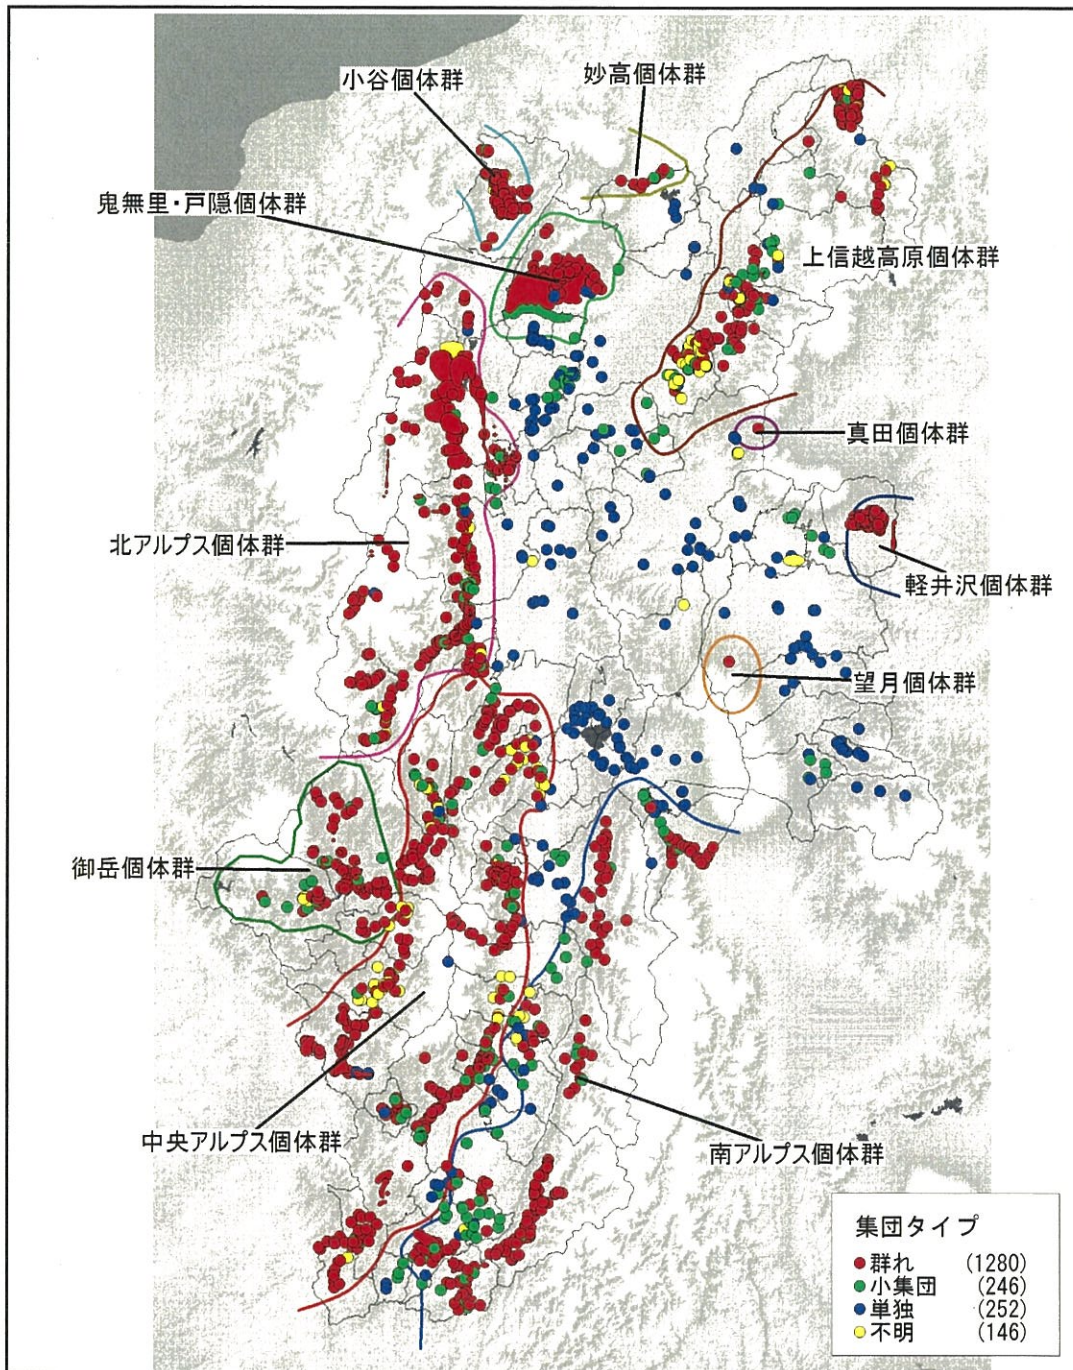 妙高個体群
小谷個体群
鬼無里・戸隠個体群
上信越高原個体群
真田個体群
北アルプス個体群
軽井沢個体群
望月個体群
御岳個体群
中央アルプス個体群
南アルプス個体群
集団タイプ
群れ (1280)
小集団 (246)
単独 (252)
不明 (146)